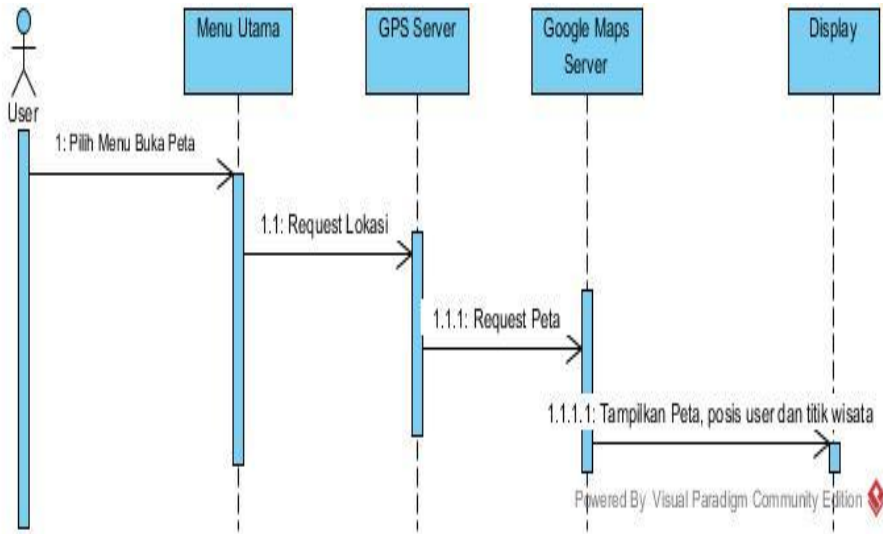 Menu Utama
GPS Server
Google Maps
Server
Display
User
1: Pilih Menu Buka Peta
1.1: Request Lokasi
1.1.1: Request Peta
1.1.1.1: Tampilkan Peta, posis user dan titik wisata
Powered By Visual Paradigm Community Edition